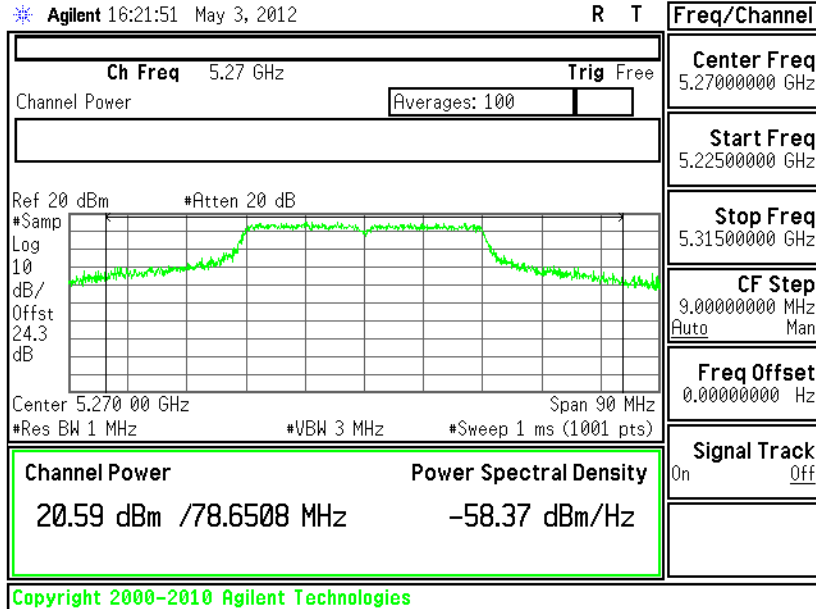 Agilent 16:21:51 May 3, 2012 R T
Freq/Channel
Ch Freq 5.27 GHz Trig Free
Channel Power Averages: 100
Ref 20 dBm #Atten 20 dB
#Samp
Log
10
dB/
Offst
24.3
dB
Center 5.270 00 GHz Span 90 MHz
#Res BW 1 MHz #VBW 3 MHz #Sweep 1 ms (1001 pts)
Channel Power Power Spectral Density
20.59 dBm /78.6508 MHz -58.37 dBm/Hz
Center Freq
5.27000000 GHz
Start Freq
5.22500000 GHz
Stop Freq
5.31500000 GHz
CF Step
9.00000000 MHz
Auto Man
Freq Offset
0.00000000 Hz
Signal Track
On Off
Copyright 2000-2010 Agilent Technologies